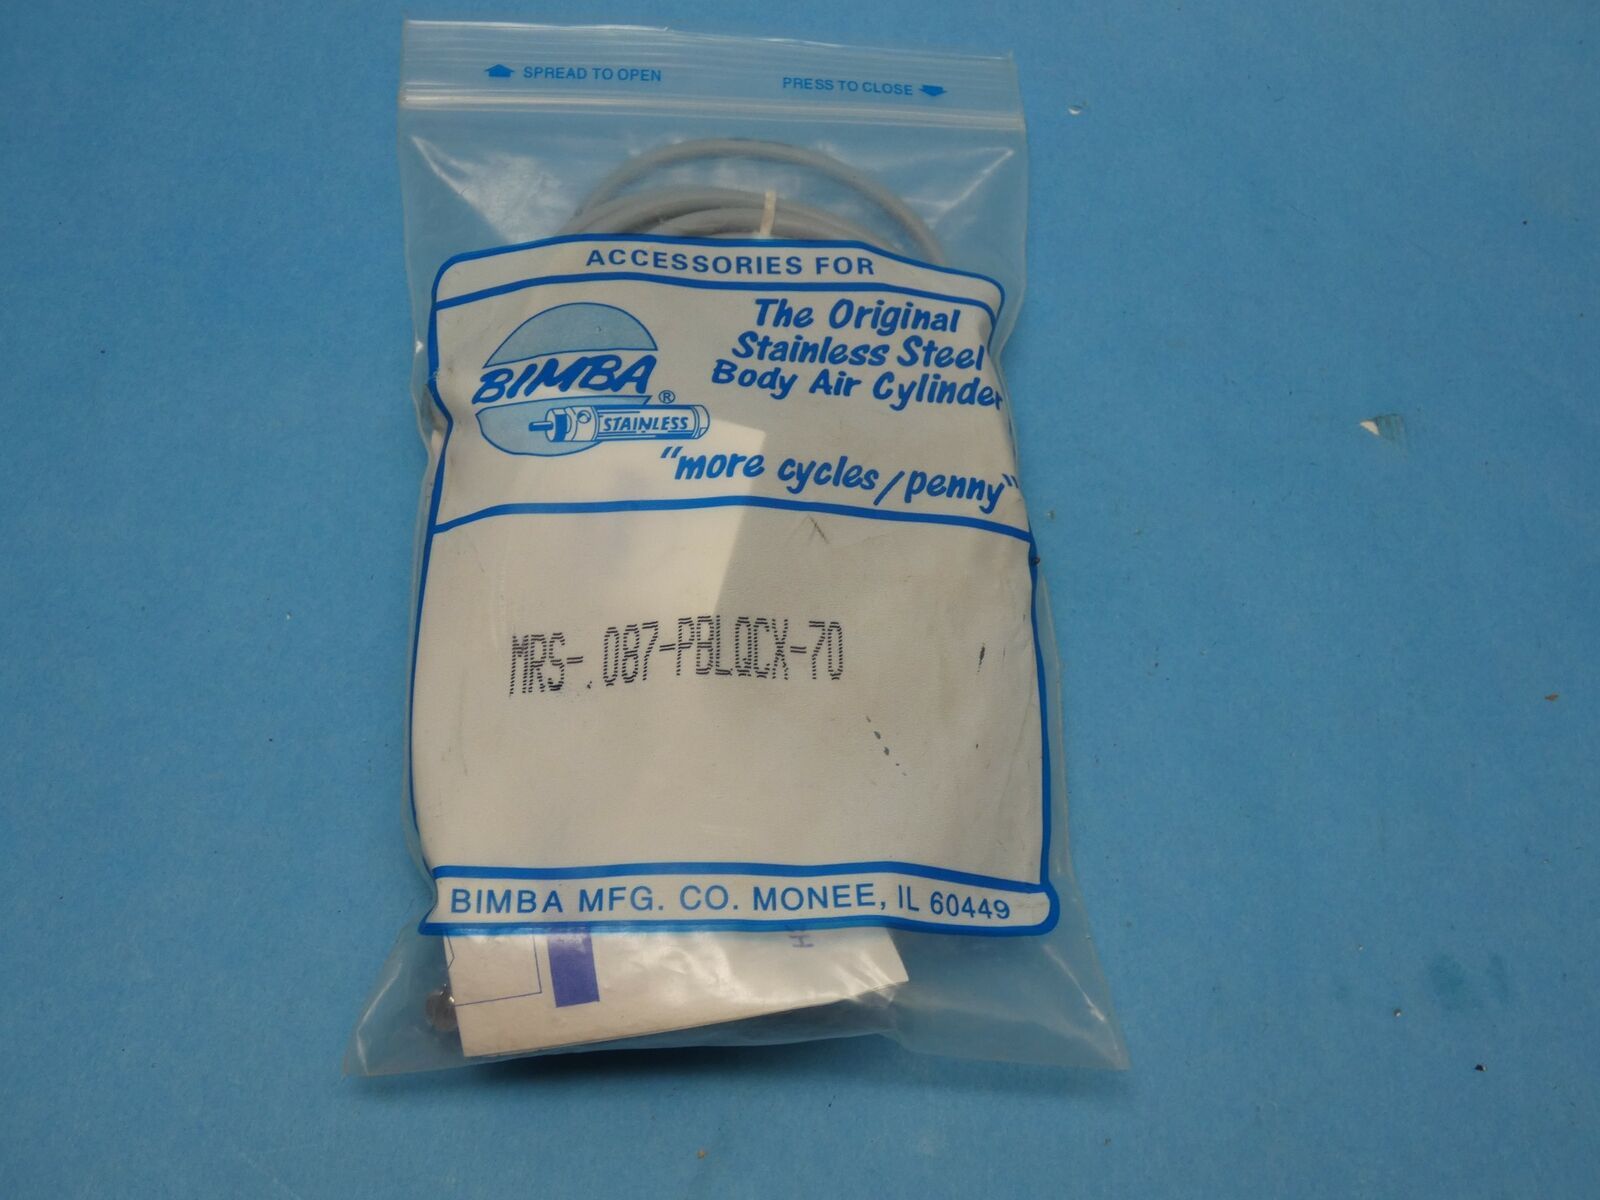 SPREAD TO OPEN
PRESS TO CLOSE
ACCESSORIES FOR
BIMBA®
STAINLESS
The Original
Stainless Steel
Body Air Cylinder
"more cycles/penny"
MRS-.087-PBLQCX-70
BIMBA MFG. CO. MONEE, IL 60449